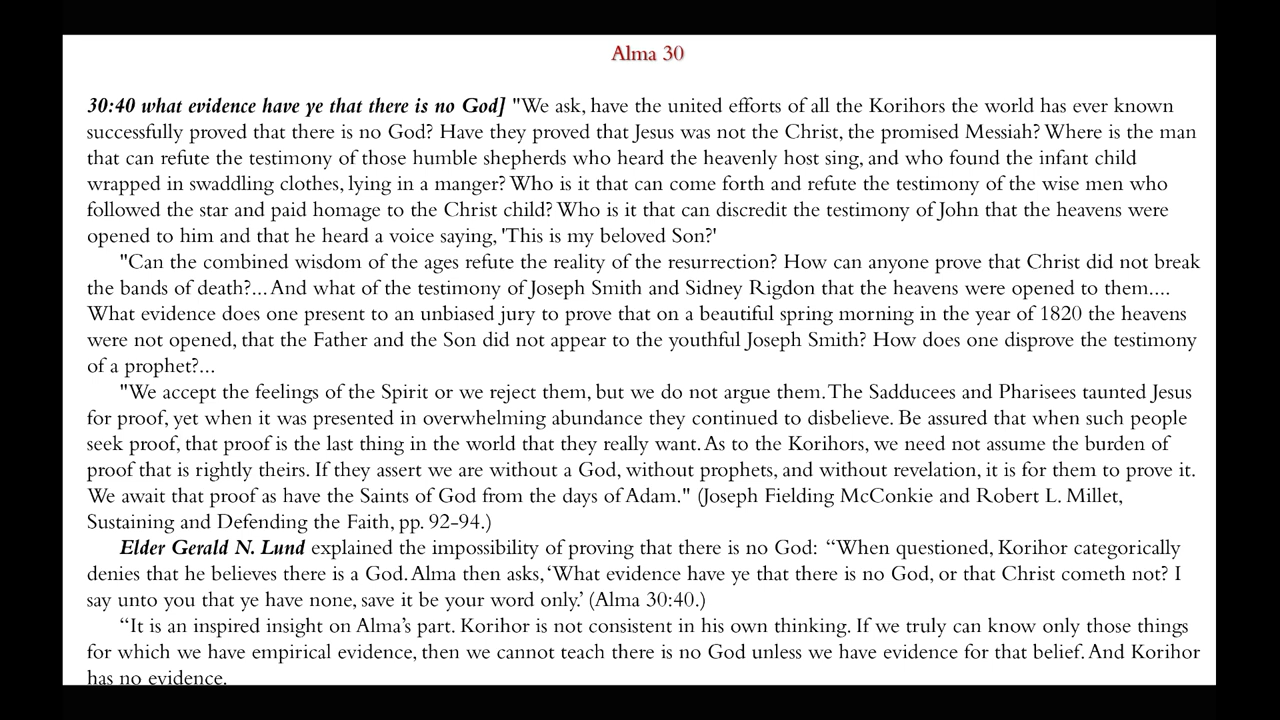 Alma 30
30:40 what evidence have ye that there is no God] "We ask, have the united efforts of all the Korihors the world has ever known
successfully proved that there is no God? Have they proved that Jesus was not the Christ, the promised Messiah? Where is the man
that can refute the testimony of those humble shepherds who heard the heavenly host sing, and who found the infant child
wrapped in swaddling clothes, lying in a manger? Who is it that can come forth and refute the testimony of the wise men who
followed the star and paid homage to the Christ child? Who is it that can discredit the testimony of John that the heavens were
opened to him and that he heard a voice saying, 'This is my beloved Son?'
"Can the combined wisdom of the ages refute the reality of the resurrection? How can anyone prove that Christ did not break
the bands of death?... And what of the testimony of Joseph Smith and Sidney Rigdon that the heavens were opened to them....
What evidence does one present to an unbiased jury to prove that on a beautiful spring morning in the year of 1820 the heavens
were not opened, that the Father and the Son did not appear to the youthful Joseph Smith? How does one disprove the testimony
of a prophet?...
"We accept the feelings of the Spirit or we reject them, but we do not argue them. The Sadducees and Pharisees taunted Jesus
for proof, yet when it was presented in overwhelming abundance they continued to disbelieve. Be assured that when such people
seek proof, that proof is the last thing in the world that they really want. As to the Korihors, we need not assume the burden of
proof that is rightly theirs. If they assert we are without a God, without prophets, and without revelation, it is for them to prove it.
We await that proof as have the Saints of God from the days of Adam." (Joseph Fielding McConkie and Robert L. Millet,
Sustaining and Defending the Faith, pp. 92-94.)
Elder Gerald N. Lund explained the impossibility of proving that there is no God: “When questioned, Korihor categorically
denies that he believes there is a God. Alma then asks, ‘What evidence have ye that there is no God, or that Christ cometh not? I
say unto you that ye have none, save it be your word only.’ (Alma 30:40.)
“It is an inspired insight on Alma’s part. Korihor is not consistent in his own thinking. If we truly can know only those things
for which we have empirical evidence, then we cannot teach there is no God unless we have evidence for that belief. And Korihor
has no evidence.